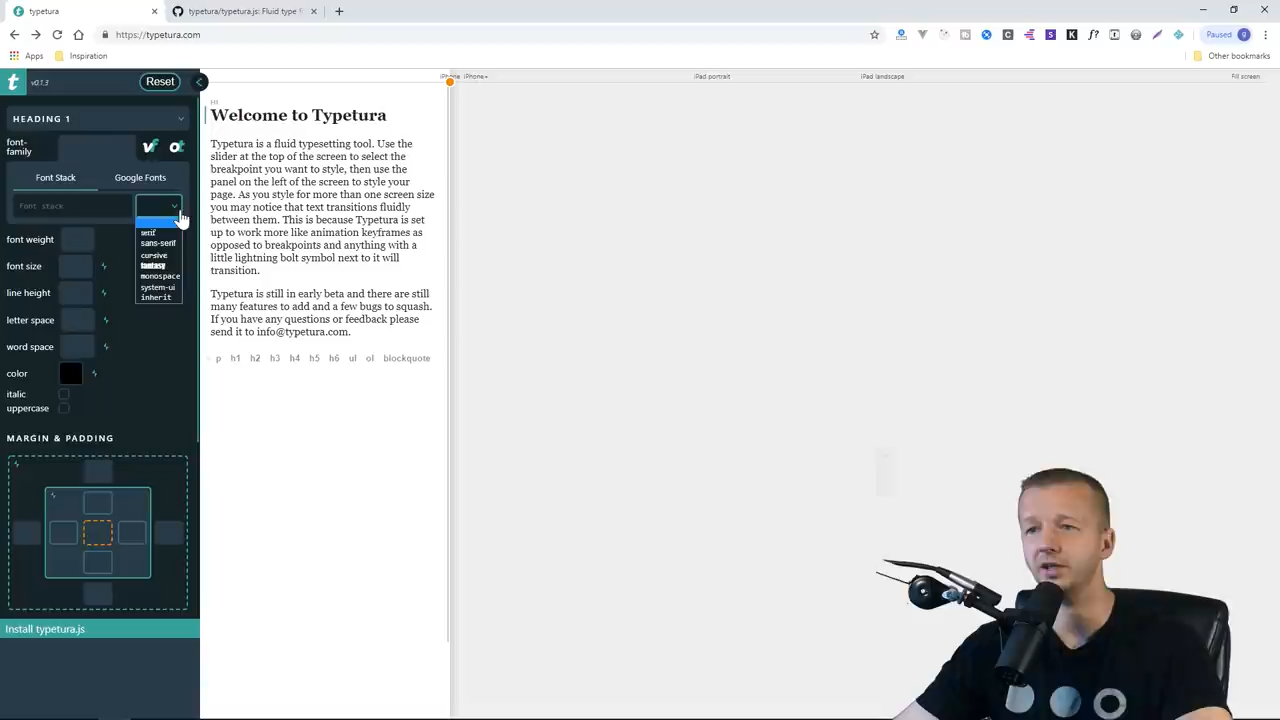 typetura
typetura/typetura.js: Fluid type
https://typetura.com
Paused
Apps
Inspiration
Other bookmarks
t
v0.1.3
Reset
iPhone
iPhone+
iPad portrait
iPad landscape
Fill screen
HEADING 1
font-family
vf
ot
Font Stack
Google Fonts
Font stack
serif
sans-serif
cursive
fantasy
monospace
system-ui
inherit
font weight
font size
line height
letter space
word space
color
italic
uppercase
MARGIN & PADDING
Install typetura.js
H1
Welcome to Typetura
Typetura is a fluid typesetting tool. Use the
slider at the top of the screen to select the
breakpoint you want to style, then use the
panel on the left of the screen to style your
page. As you style for more than one screen size
you may notice that text transitions fluidly
between them. This is because Typetura is set
up to work more like animation keyframes as
opposed to breakpoints and anything with a
little lightning bolt symbol next to it will
transition.
Typetura is still in early beta and there are still
many features to add and a few bugs to squash.
If you have any questions or feedback please
send it to info@typetura.com.
p h1 h2 h3 h4 h5 h6 ul ol blockquote